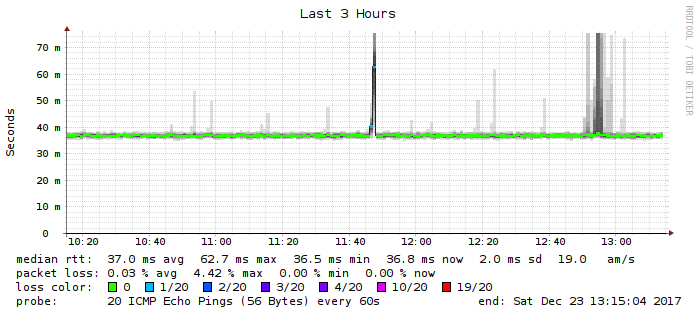 Last 3 Hours
RRDTOOL / TOBI OETIKER
Seconds
70 m
60 m
50 m
40 m
30 m
20 m
10 m
0
10:20 10:40 11:00 11:20 11:40 12:00 12:20 12:40 13:00
median rtt: 37.0 ms avg 62.7 ms max 36.5 ms min 36.8 ms now 2.0 ms sd 19.0 am/s
packet loss: 0.03 % avg 4.42 % max 0.00 % min 0.00 % now
loss color: 0 1/20 2/20 3/20 4/20 10/20 19/20
probe: 20 ICMP Echo Pings (56 Bytes) every 60s end: Sat Dec 23 13:15:04 2017